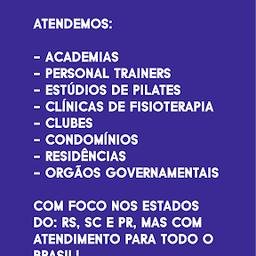 ATENDEMOS:
- ACADEMIAS
- PERSONAL TRAINERS
- ESTÚDIOS DE PILATES
- CLÍNICAS DE FISIOTERAPIA
- CLUBES
- CONDOMÍNIOS
- RESIDÊNCIAS
- ORGÃOS GOVERNAMENTAIS
COM FOCO NOS ESTADOS
DO: RS, SC E PR, MAS COM
ATENDIMENTO PARA TODO O
BRASIL!